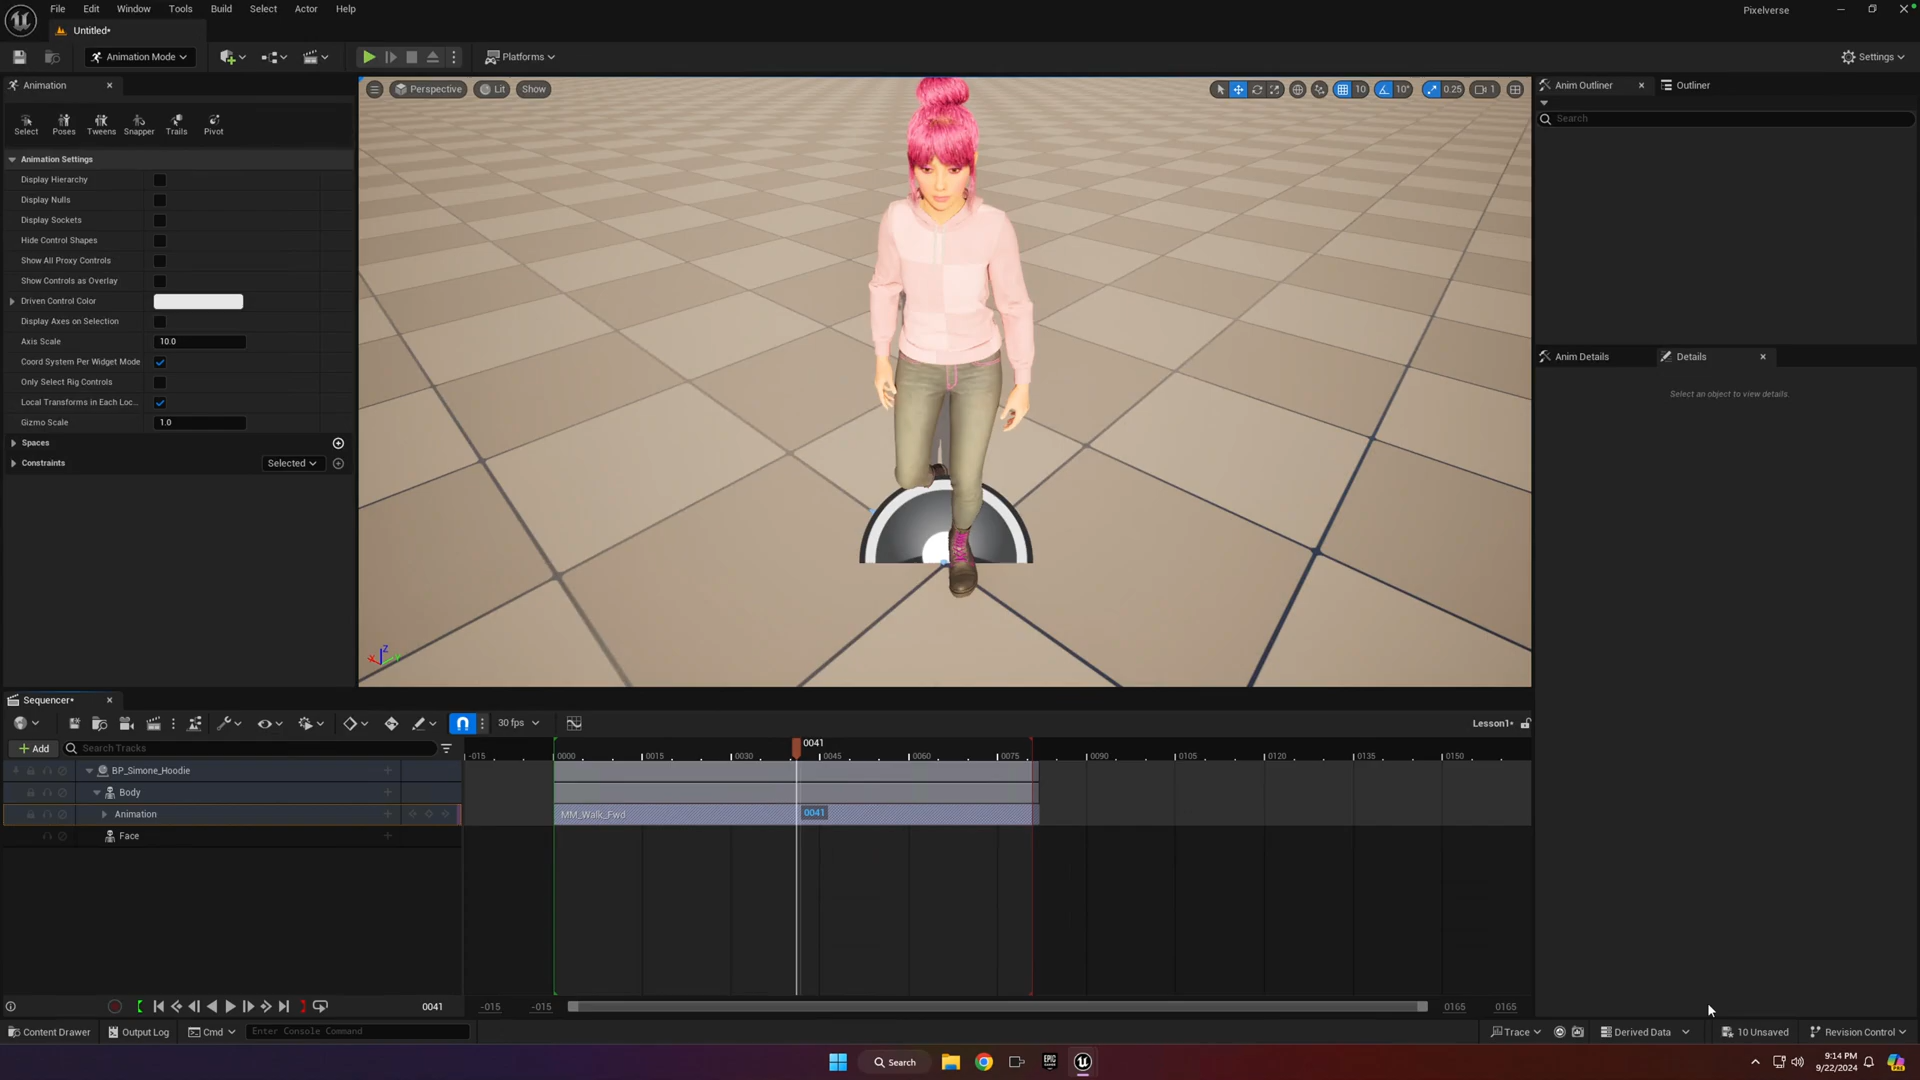 File Edit Window Tools Build Select Actor Help
Pixelverse
Untitled*
Animation Mode
Platforms
Settings
Animation
Select Poses Tweens Snapper Trails Pivot
Animation Settings
Display Hierarchy
Display Nulls
Display Sockets
Hide Control Shapes
Show All Proxy Controls
Show Controls as Overlay
Driven Control Color
Display Axes on Selection
Axis Scale 10.0
Coord System Per Widget Mode
Only Select Rig Controls
Local Transforms in Each Loc...
Gizmo Scale 1.0
Spaces
Constraints Selected
Perspective Lit Show
10 10° 0.25 1
Z
X Y
Anim Outliner Outliner
Search
Anim Details Details
Select an object to view details.
Sequencer*
30 fps
Lesson1*
Add Search Tracks
0041
-015 0000 0015 0030 0045 0060 0075 0090 0105 0120 0135 0150
BP_Simone_Hoodie
Body
Animation
MM_Walk_Fwd 0041
Face
0041 -015 -015 0165 0165
Content Drawer Output Log Cmd Enter Console Command
Trace Derived Data 10 Unsaved Revision Control
Search
EPIC
9:14 PM
9/22/2024